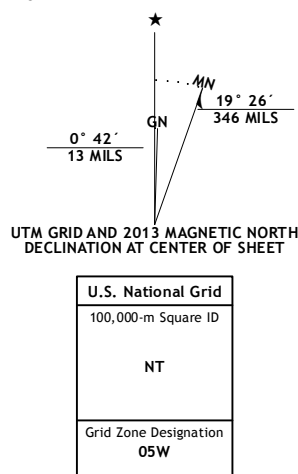 MN
GN
19° 26´
346 MILS
0° 42´
13 MILS
UTM GRID AND 2013 MAGNETIC NORTH
DECLINATION AT CENTER OF SHEET
U.S. National Grid
100,000-m Square ID
NT
Grid Zone Designation
05W